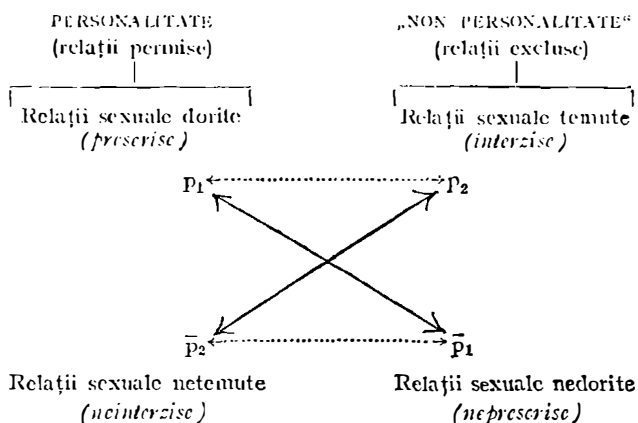 PERSONALITATE
„NON PERSONALITATE“
(relații permise)
(relații excluse)
Relații sexuale dorite
(prescrise)
Relații sexuale temute
(interzise)
p₁
p₂
p̄₂
p̄₁
Relații sexuale netemute
(neinterzise)
Relații sexuale nedorite
(neprescrise)